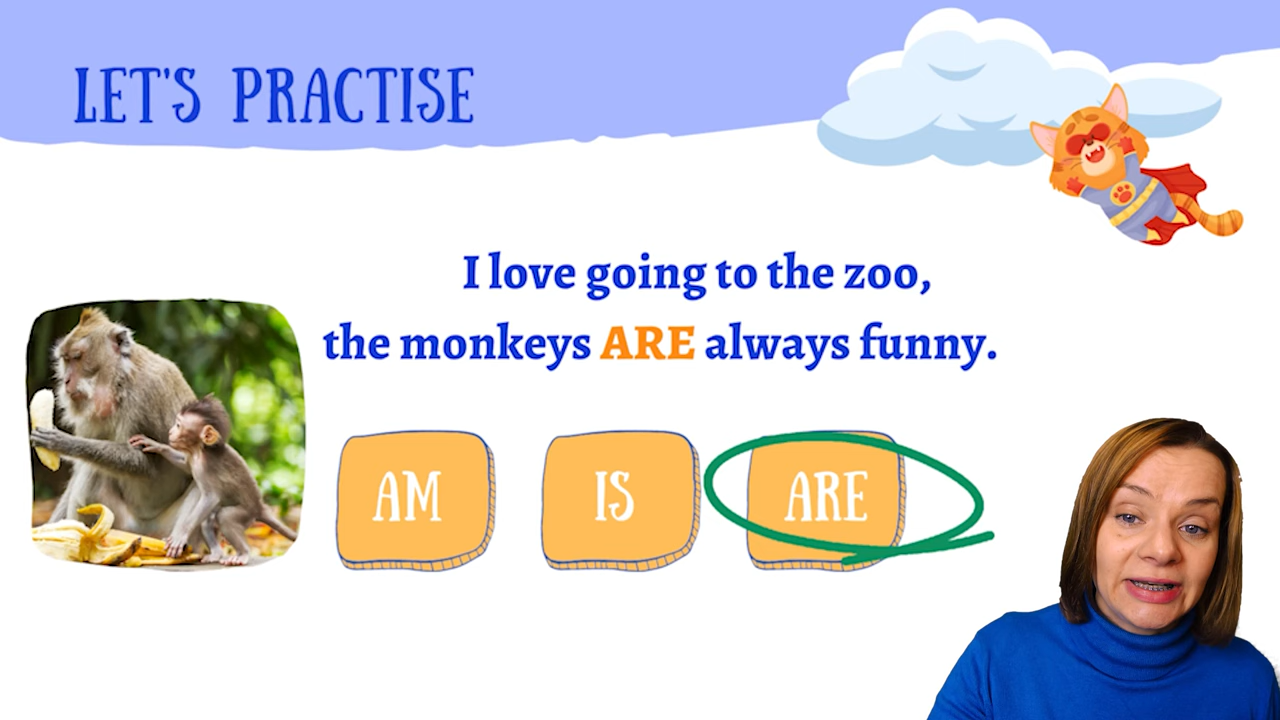 LET'S PRACTISE
I love going to the zoo,
the monkeys ARE always funny.
AM
IS
ARE